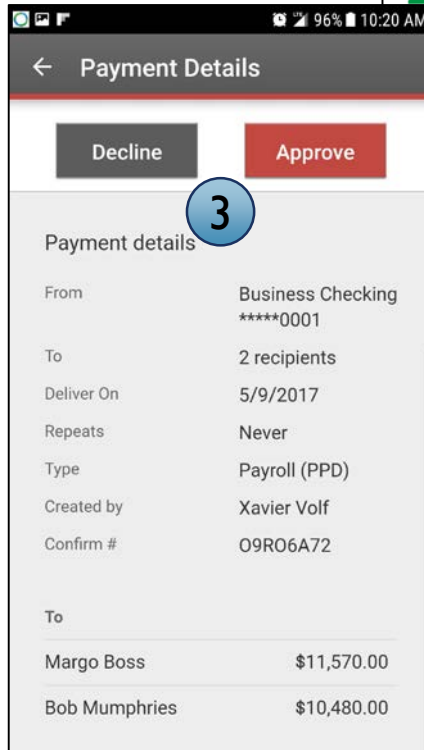 LTE 96% 10:20 AM
← Payment Details
Decline Approve
3
Payment details
From Business Checking
*****0001
To 2 recipients
Deliver On 5/9/2017
Repeats Never
Type Payroll (PPD)
Created by Xavier Volf
Confirm # O9RO6A72
To
Margo Boss $11,570.00
Bob Mumphries $10,480.00